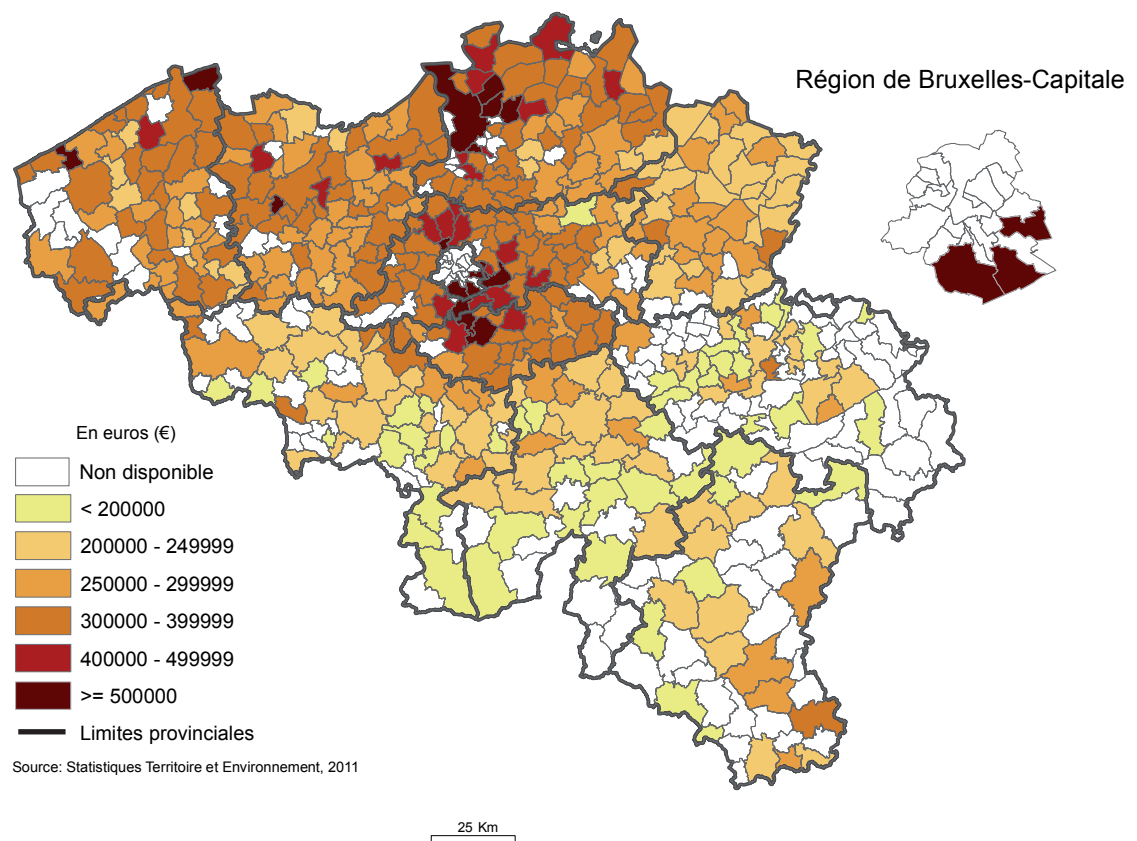 Région de Bruxelles-Capitale
En euros (€)
Non disponible
< 200000
200000 - 249999
250000 - 299999
300000 - 399999
400000 - 499999
>= 500000
Limites provinciales
Source: Statistiques Territoire et Environnement, 2011
25 Km